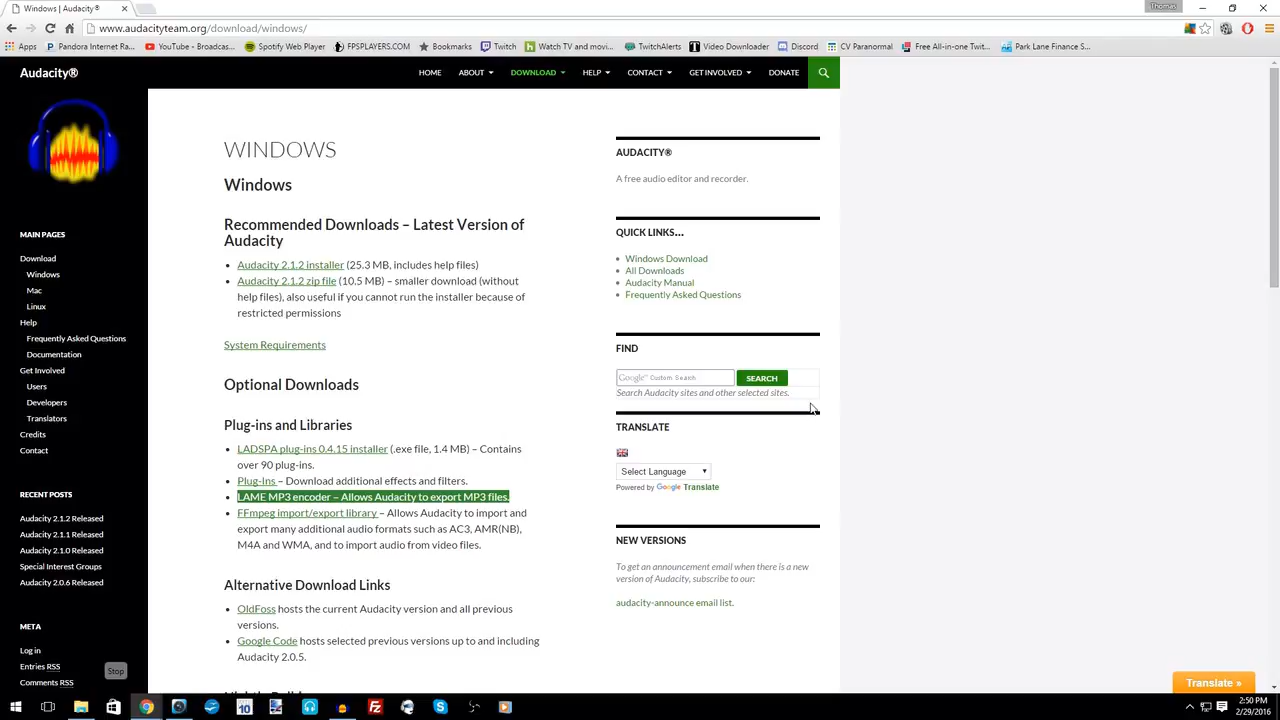 Windows | Audacity®
Thomas
www.audacityteam.org/download/windows/
Apps
Pandora Internet Ra...
YouTube - Broadcas...
Spotify Web Player
FPSPLAYERS.COM
Bookmarks
Twitch
Watch TV and movi...
TwitchAlerts
Video Downloader
Discord
CV Paranormal
Free All-in-one Twit...
Park Lane Finance S...
Audacity®
HOME
ABOUT
DOWNLOAD
HELP
CONTACT
GET INVOLVED
DONATE
MAIN PAGES
Download
Windows
Mac
Linux
Help
Frequently Asked Questions
Documentation
Get Involved
Users
Developers
Translators
Credits
Contact
RECENT POSTS
Audacity 2.1.2 Released
Audacity 2.1.1 Released
Audacity 2.1.0 Released
Special Interest Groups
Audacity 2.0.6 Released
META
Log in
Entries RSS
Comments RSS
Stop
WINDOWS
Windows
Recommended Downloads – Latest Version of
Audacity
Audacity 2.1.2 installer (25.3 MB, includes help files)
Audacity 2.1.2 zip file (10.5 MB) – smaller download (without
help files), also useful if you cannot run the installer because of
restricted permissions
System Requirements
Optional Downloads
Plug-ins and Libraries
LADSPA plug-ins 0.4.15 installer (.exe file, 1.4 MB) – Contains
over 90 plug-ins.
Plug-Ins – Download additional effects and filters.
LAME MP3 encoder – Allows Audacity to export MP3 files.
FFmpeg import/export library – Allows Audacity to import and
export many additional audio formats such as AC3, AMR(NB),
M4A and WMA, and to import audio from video files.
Alternative Download Links
OldFoss hosts the current Audacity version and all previous
versions.
Google Code hosts selected previous versions up to and including
Audacity 2.0.5.
AUDACITY®
A free audio editor and recorder.
QUICK LINKS...
Windows Download
All Downloads
Audacity Manual
Frequently Asked Questions
FIND
Google™ Custom Search
SEARCH
Search Audacity sites and other selected sites.
TRANSLATE
Select Language
Powered by Google Translate
NEW VERSIONS
To get an announcement email when there is a new
version of Audacity, subscribe to our:
audacity-announce email list.
Translate »
10
2:50 PM
2/29/2016